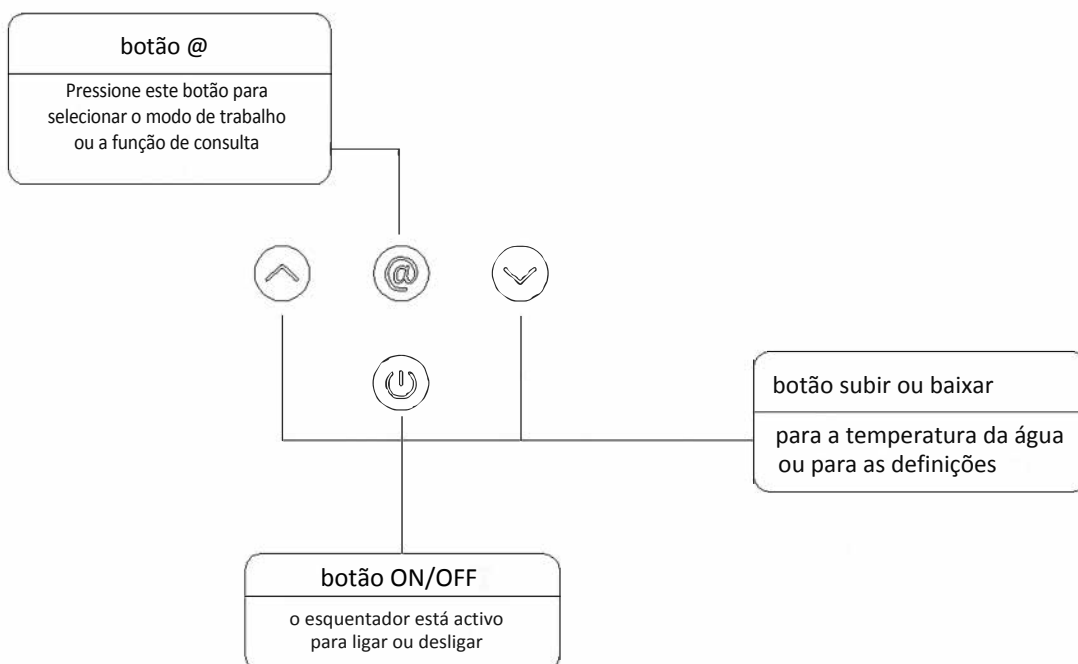 botão @
Pressione este botão para
selecionar o modo de trabalho
ou a função de consulta
@
botão subir ou baixar
para a temperatura da água
ou para as definições
botão ON/OFF
o esquentador está activo
para ligar ou desligar